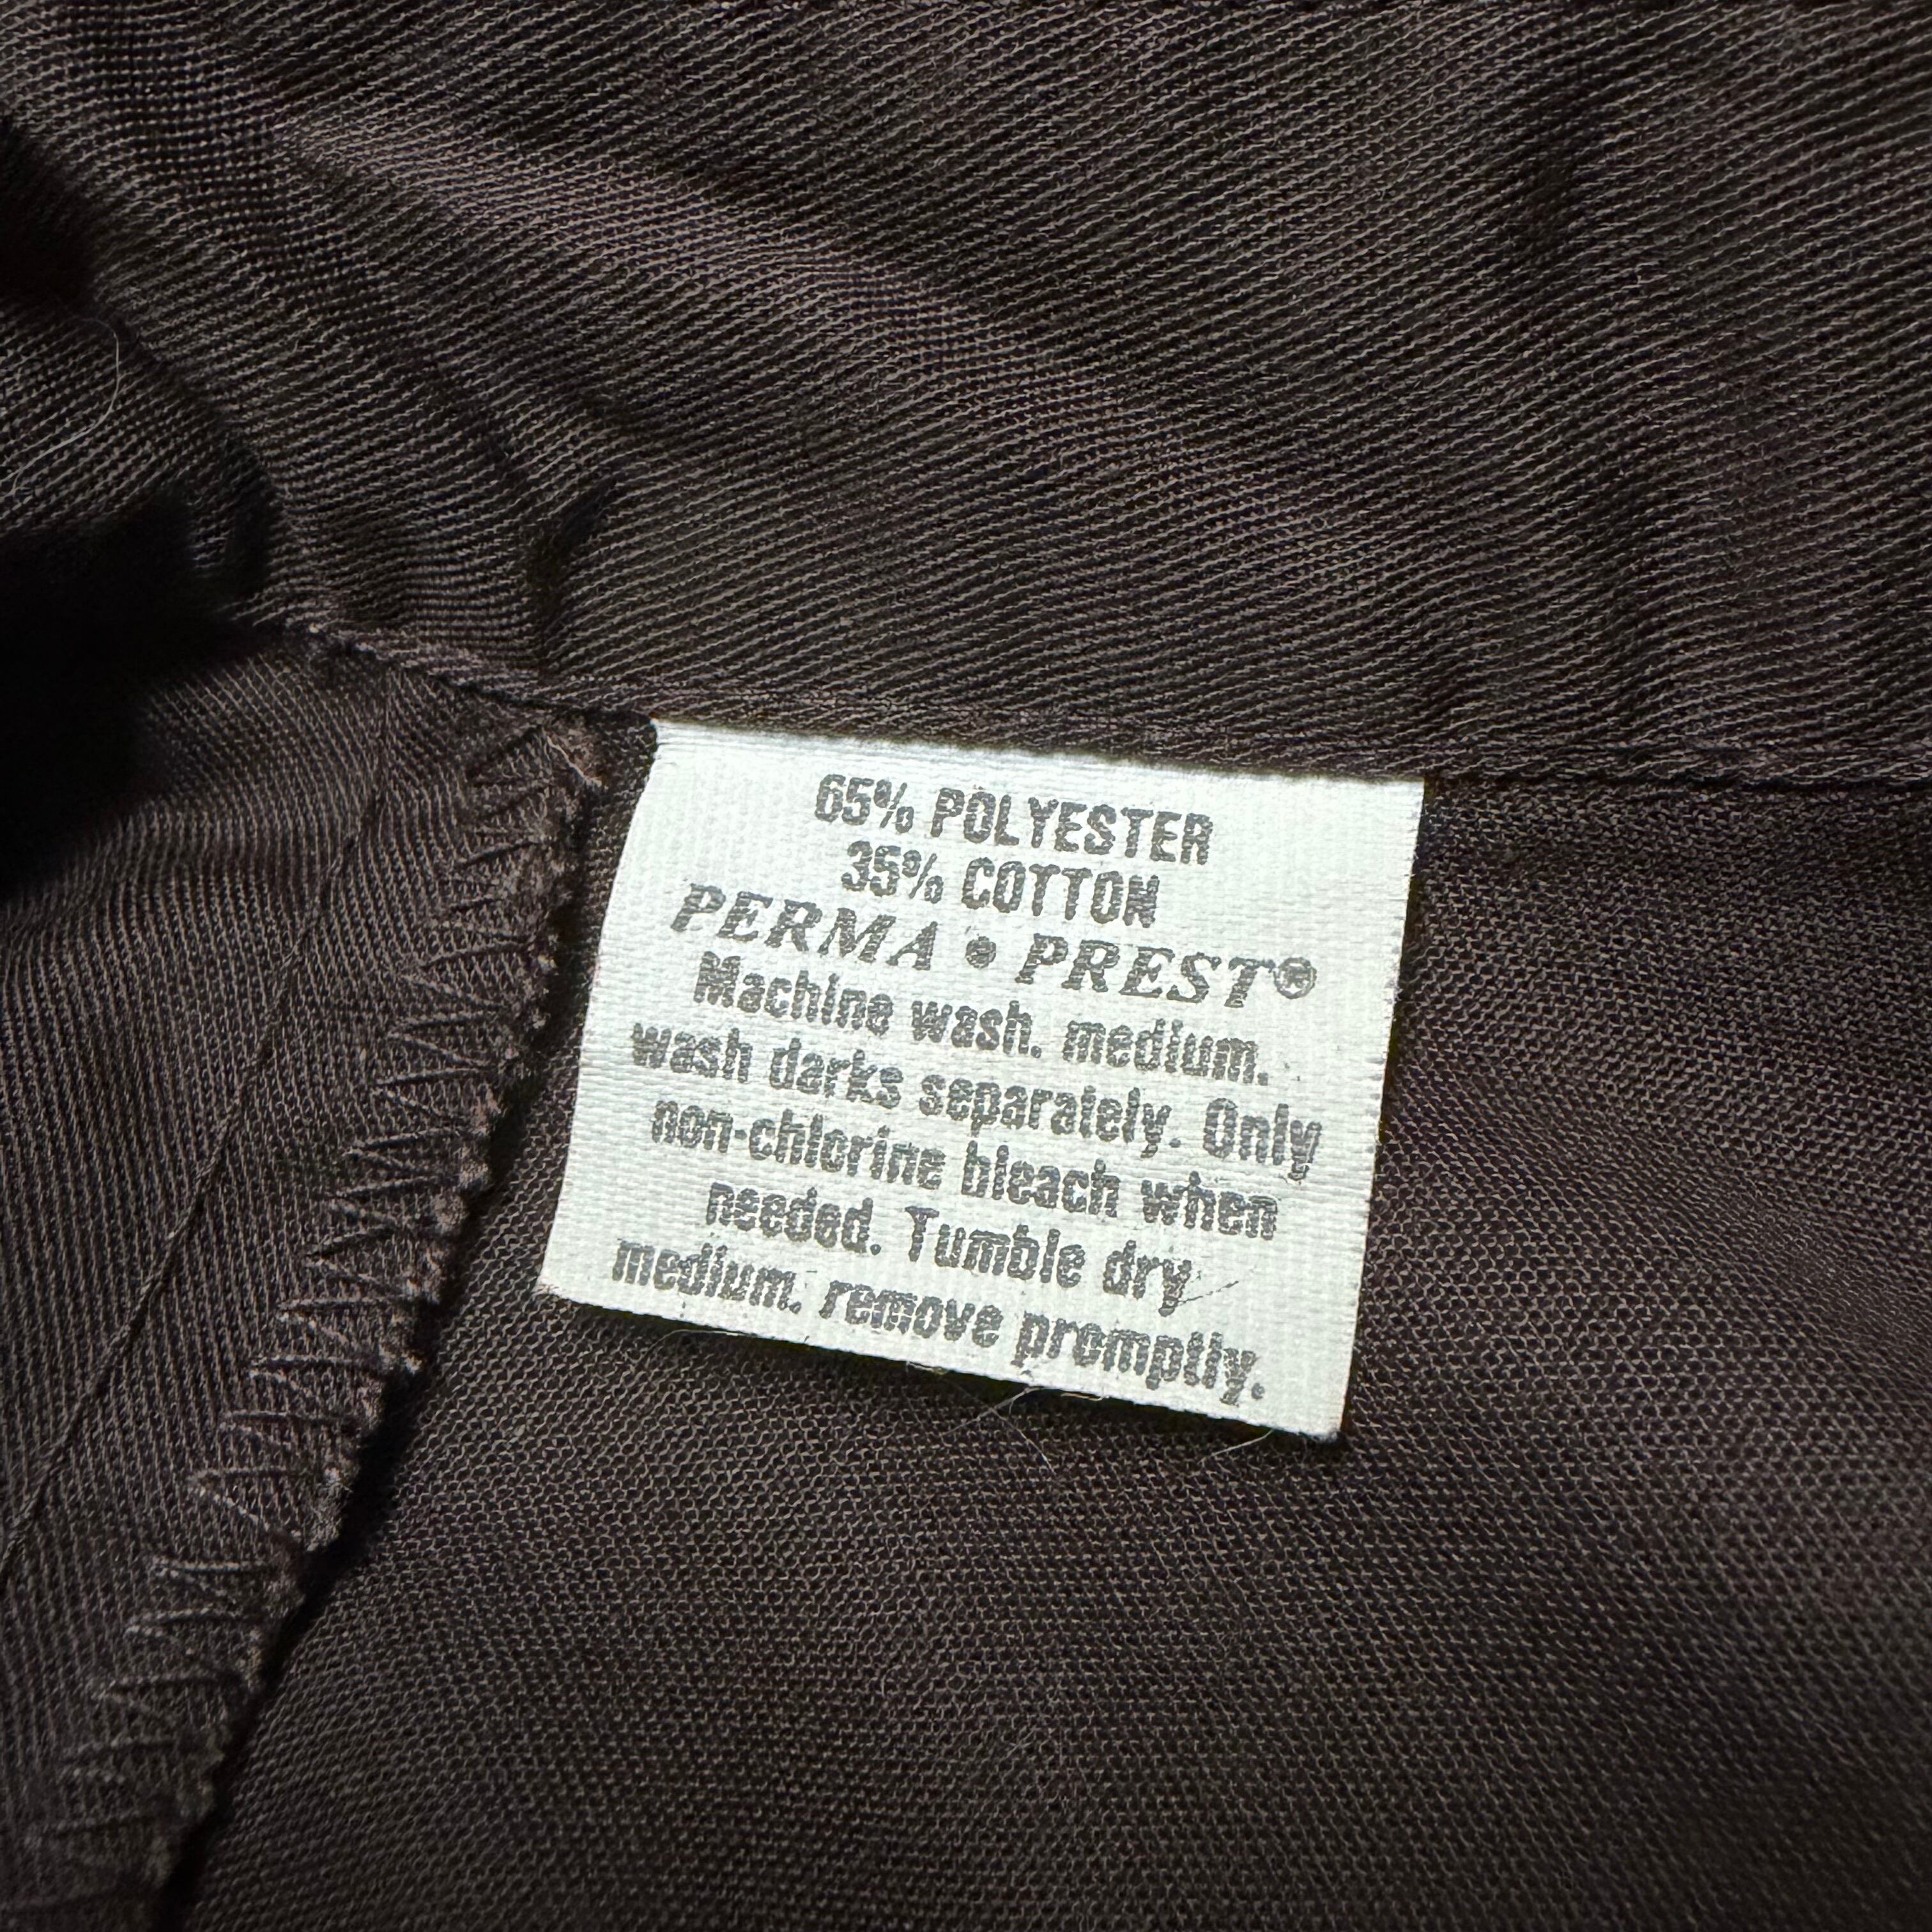 65% POLYESTER
35% COTTON
PERMA • PREST®
Machine wash. medium.
wash darks separately. Only
non-chlorine bleach when
needed. Tumble dry
medium. remove promptly.